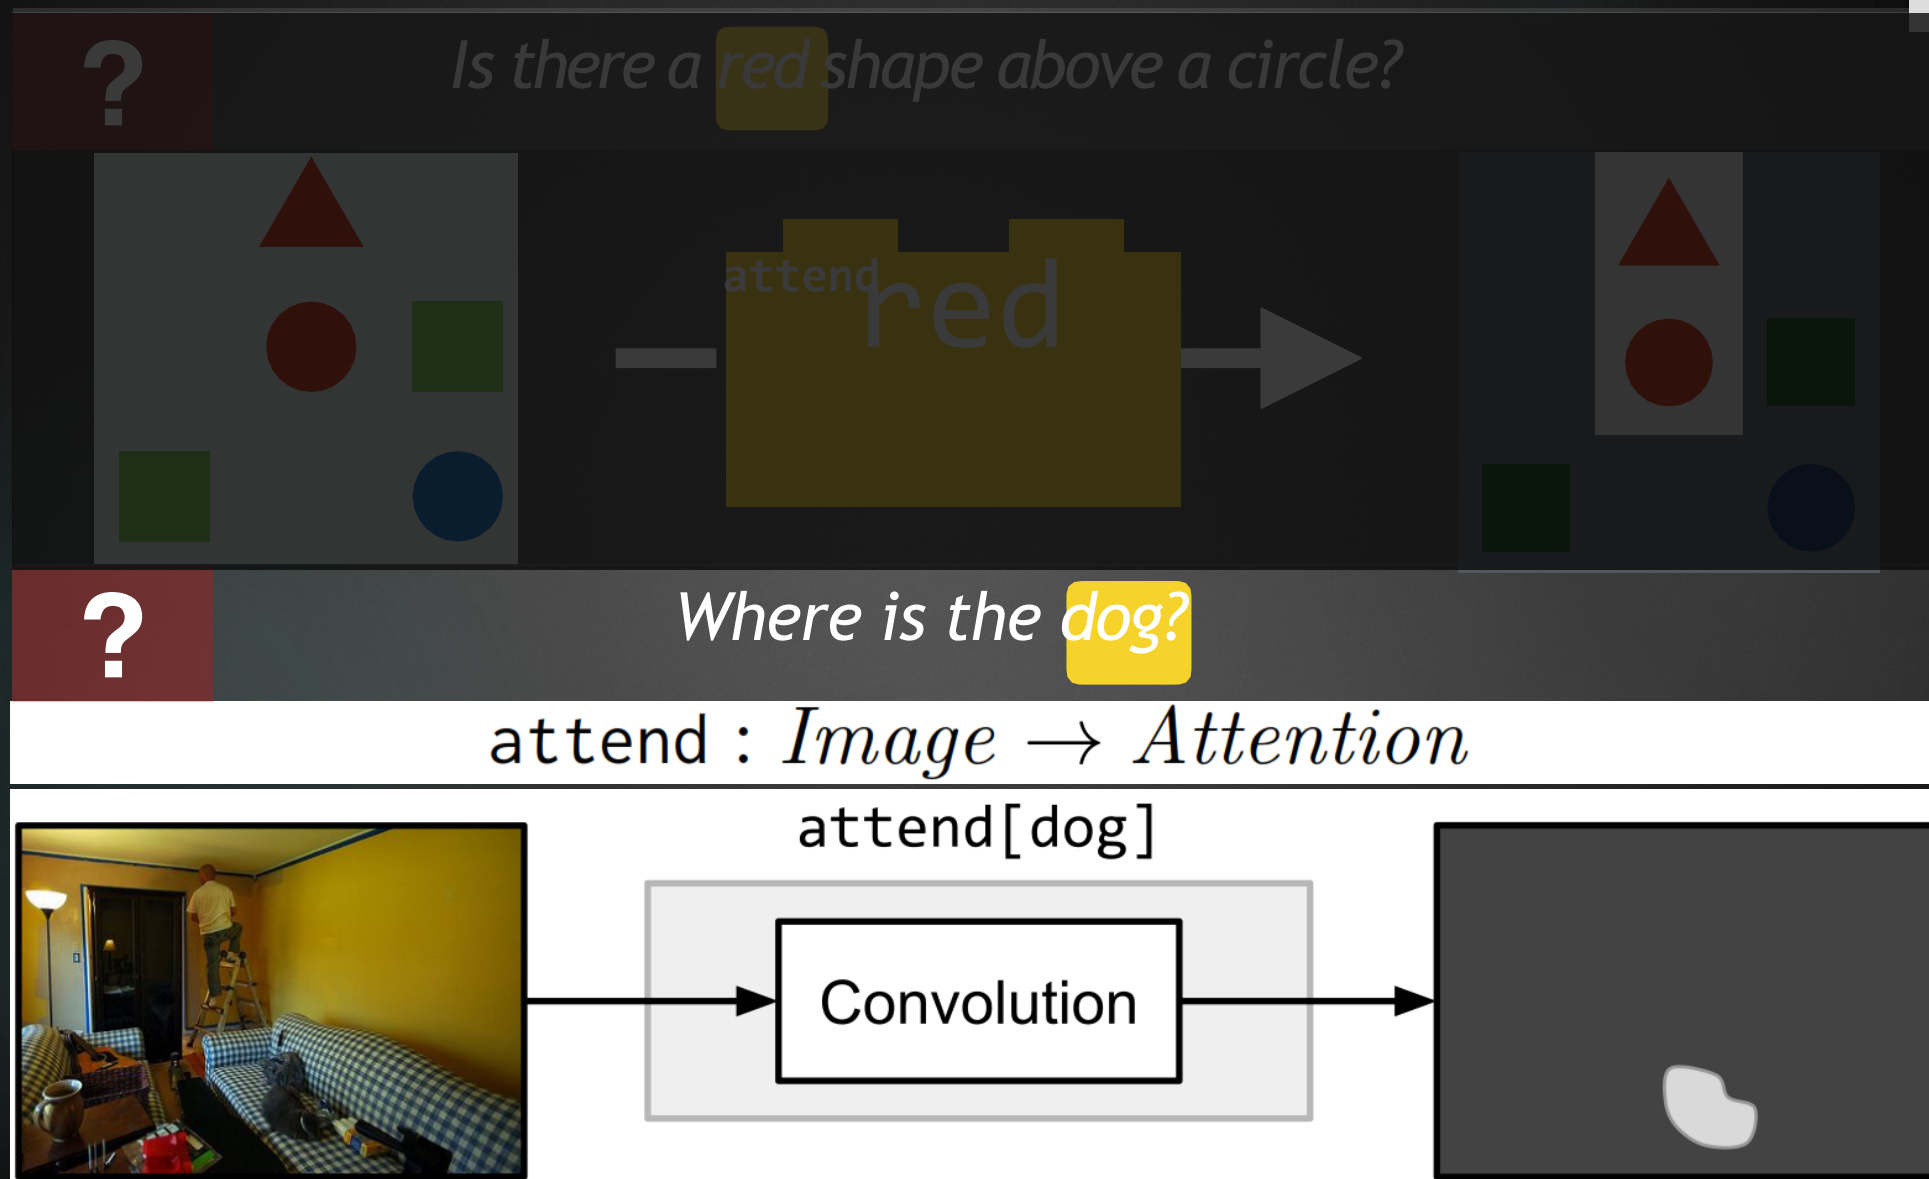 ?
Is there a red shape above a circle?
attend
red
?
Where is the dog?
attend : Image → Attention
attend[dog]
Convolution